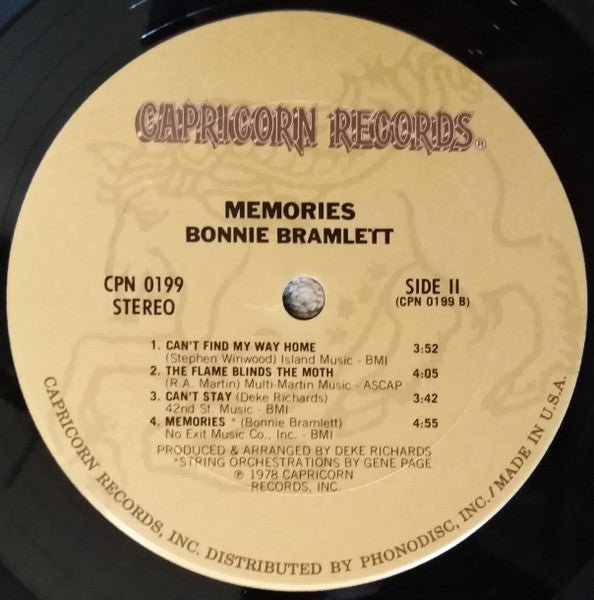 CAPRICORN RECORDS®
MEMORIES
BONNIE BRAMLETT
CPN 0199
STEREO
SIDE II
(CPN 0199 B)
1. CAN'T FIND MY WAY HOME 3:52
(Stephen Winwood) Island Music - BMI
2. THE FLAME BLINDS THE MOTH 4:05
(R.A. Martin) Multi-Martin Music - ASCAP
3. CAN'T STAY (Deke Richards) 3:42
42nd St. Music - BMI
4. MEMORIES * (Bonnie Bramlett) 4:55
No Exit Music Co., Inc. - BMI
PRODUCED & ARRANGED BY DEKE RICHARDS
*STRING ORCHESTRATIONS BY GENE PAGE
℗ 1978 CAPRICORN
RECORDS, INC.
CAPRICORN RECORDS, INC. DISTRIBUTED BY PHONODISC, INC./MADE IN U.S.A.